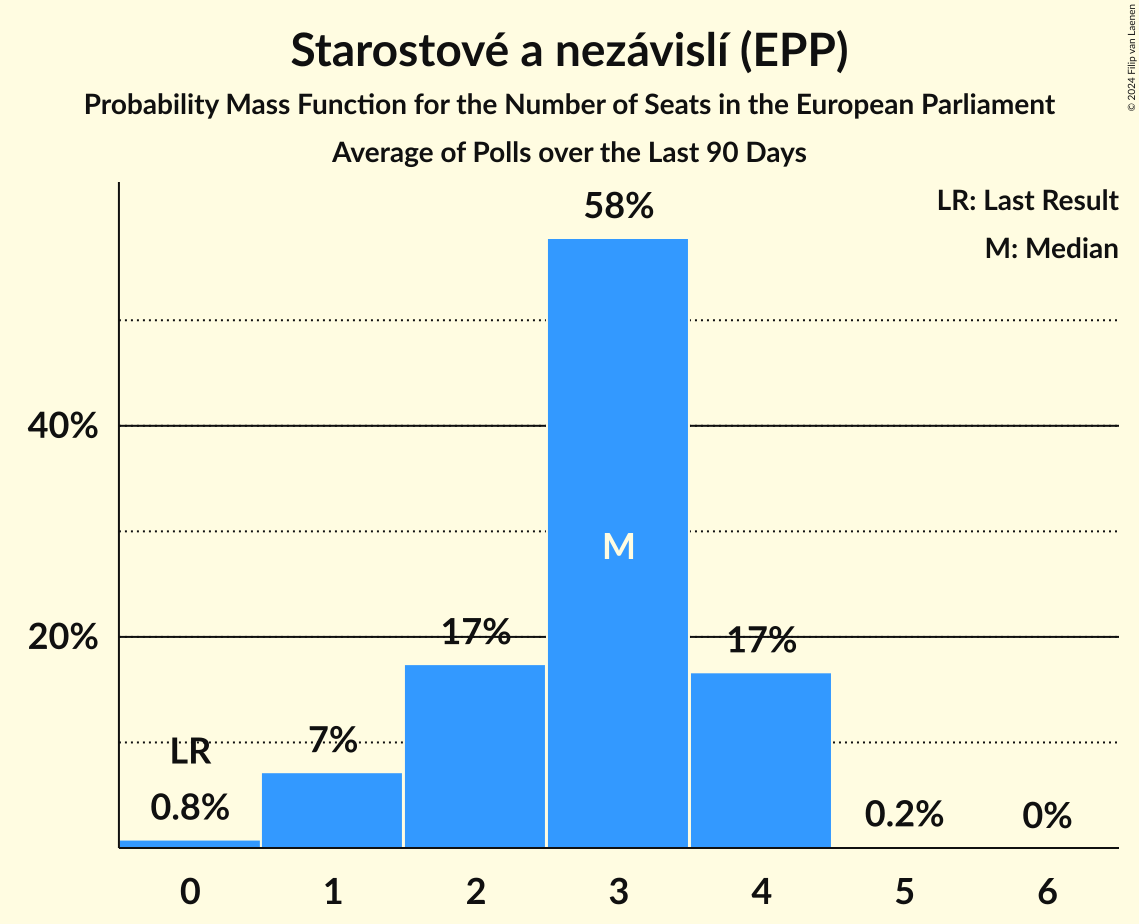 Starostové a nezávislí (EPP)
Probability Mass Function for the Number of Seats in the European Parliament
Average of Polls over the Last 90 Days
© 2024 Filip van Laenen
LR: Last Result
M: Median
58%
40%
M
20%
17%
17%
7%
LR
0.8%
0.2%
0%
0 1 2 3 4 5 6